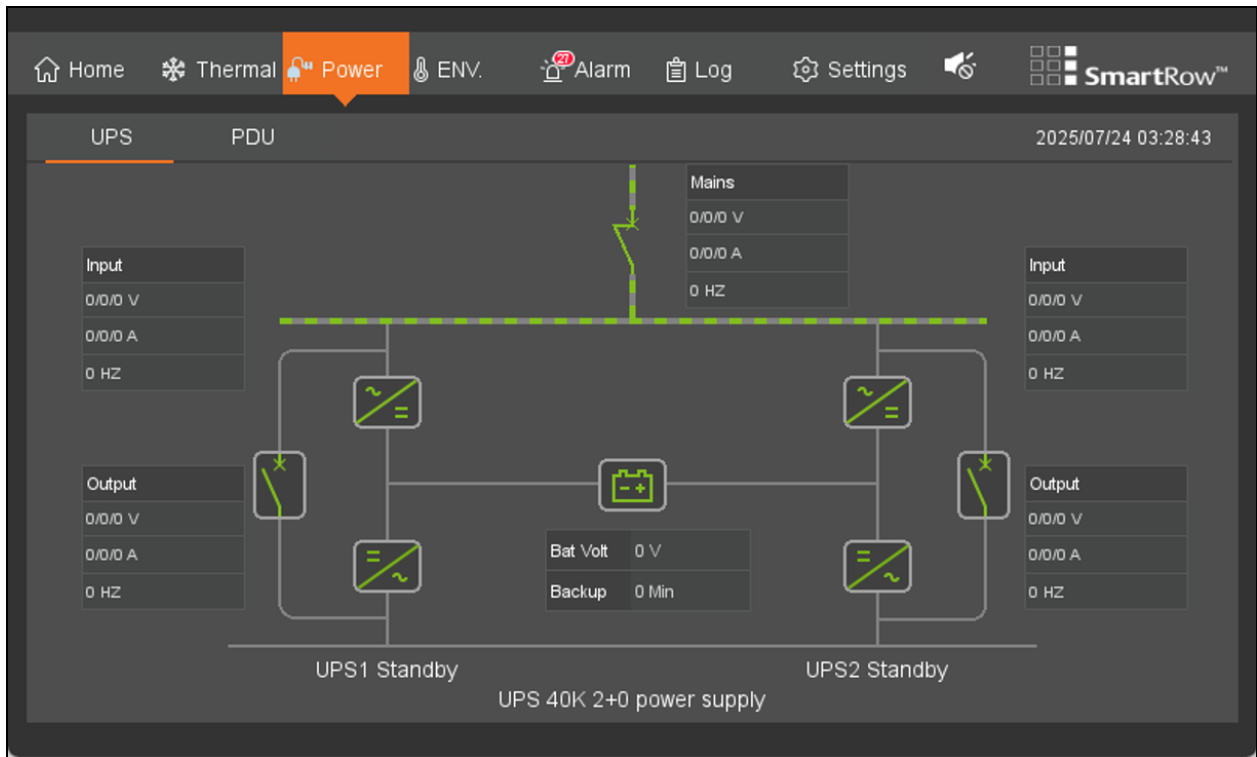 Home Thermal Power ENV. 27 Alarm Log Settings SmartRow™
UPS PDU 2025/07/24 03:28:43
Mains
0/0/0 V
0/0/0 A
0 HZ
Input
0/0/0 V
0/0/0 A
0 HZ
Input
0/0/0 V
0/0/0 A
0 HZ
Output
0/0/0 V
0/0/0 A
0 HZ
Bat Volt 0 V
Backup 0 Min
Output
0/0/0 V
0/0/0 A
0 HZ
UPS1 Standby UPS2 Standby
UPS 40K 2+0 power supply